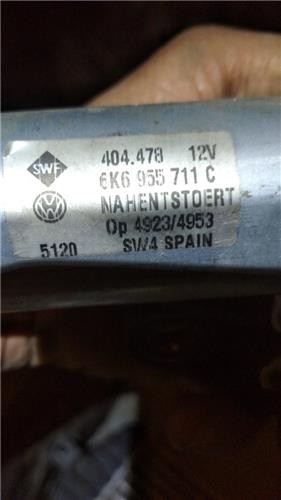 404.478 12V
SWF 6K6 955 711 C
NAHENTSTOERT
Op 4923/4953
5120 SW4 SPAIN